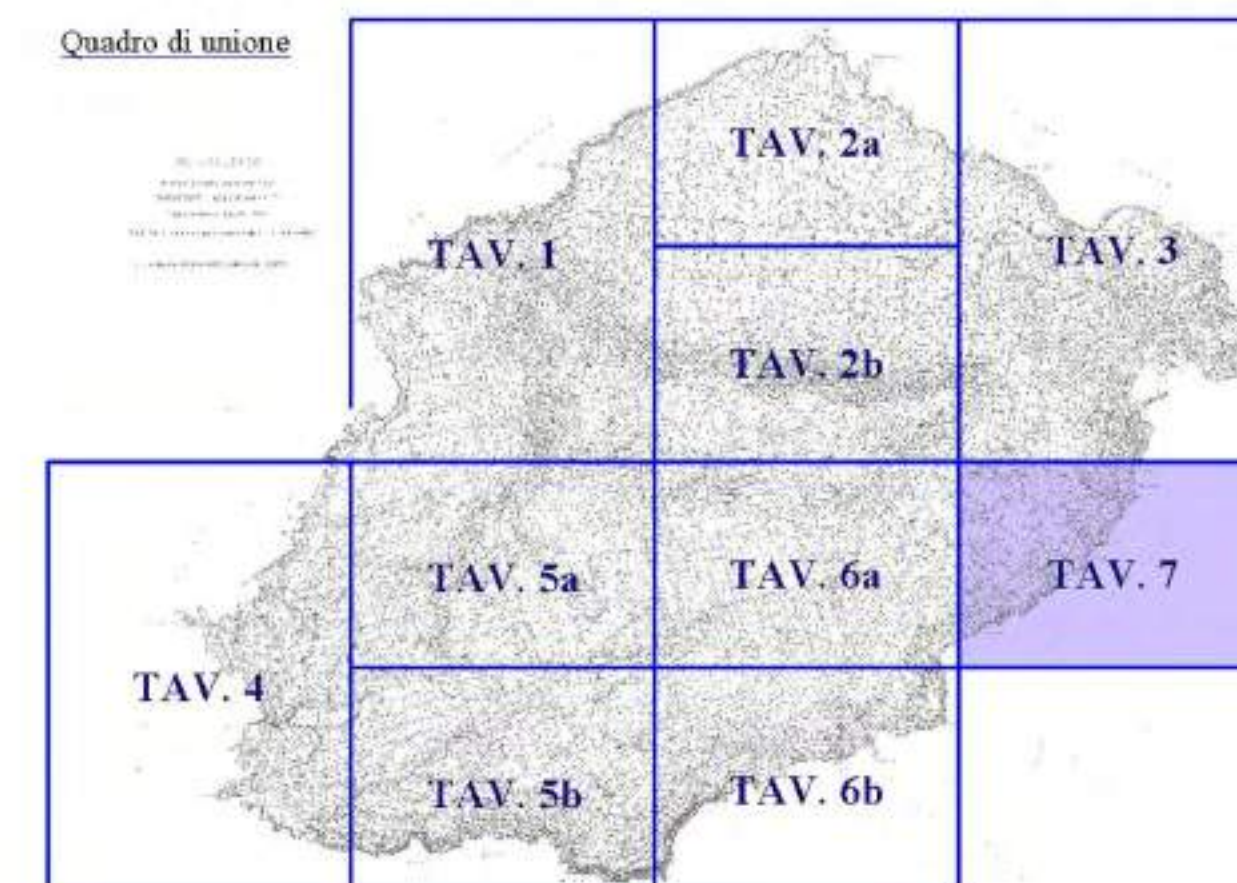 Quadro di unione
TAV. 2a
TAV. 1
TAV. 3
TAV. 2b
TAV. 5a
TAV. 6a
TAV. 7
TAV. 4
TAV. 5b
TAV. 6b